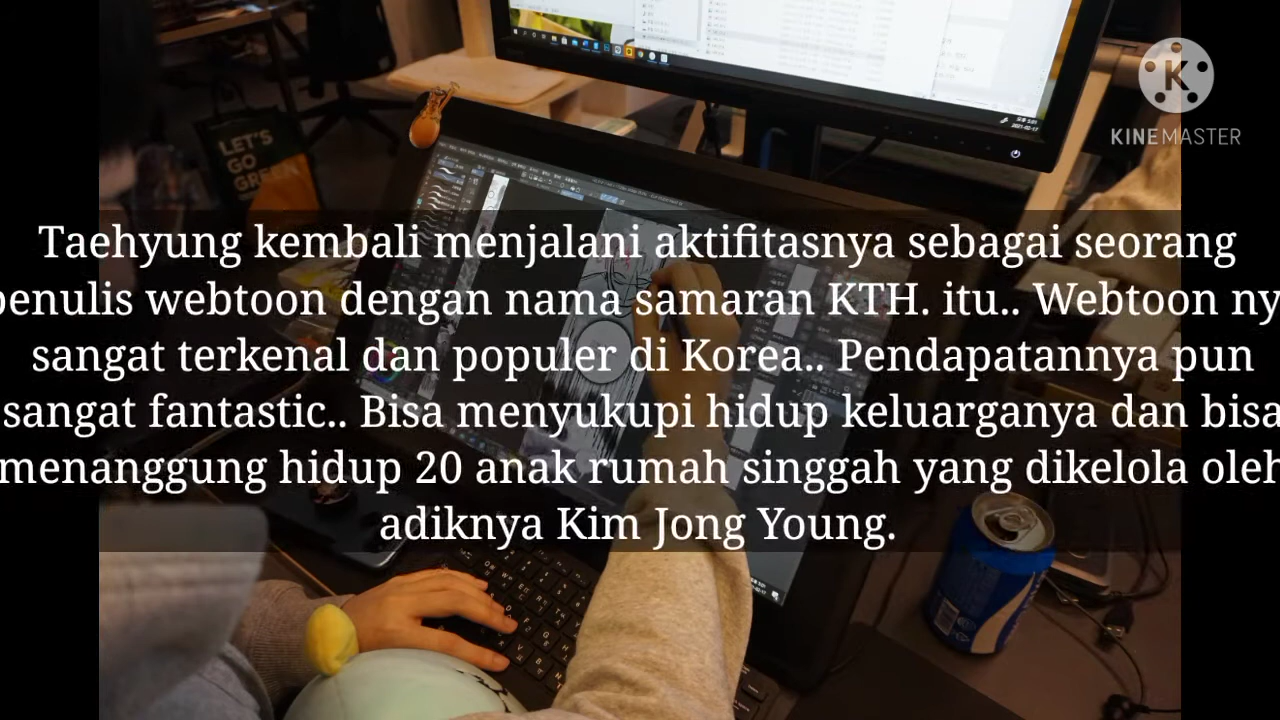 LET'S
GO
GREEN
KINEMASTER
Taehyung kembali menjalani aktifitasnya sebagai seorang
penulis webtoon dengan nama samaran KTH. itu.. Webtoon ny
sangat terkenal dan populer di Korea.. Pendapatannya pun
sangat fantastic.. Bisa menyukupi hidup keluarganya dan bisa
menanggung hidup 20 anak rumah singgah yang dikelola oleh
adiknya Kim Jong Young.